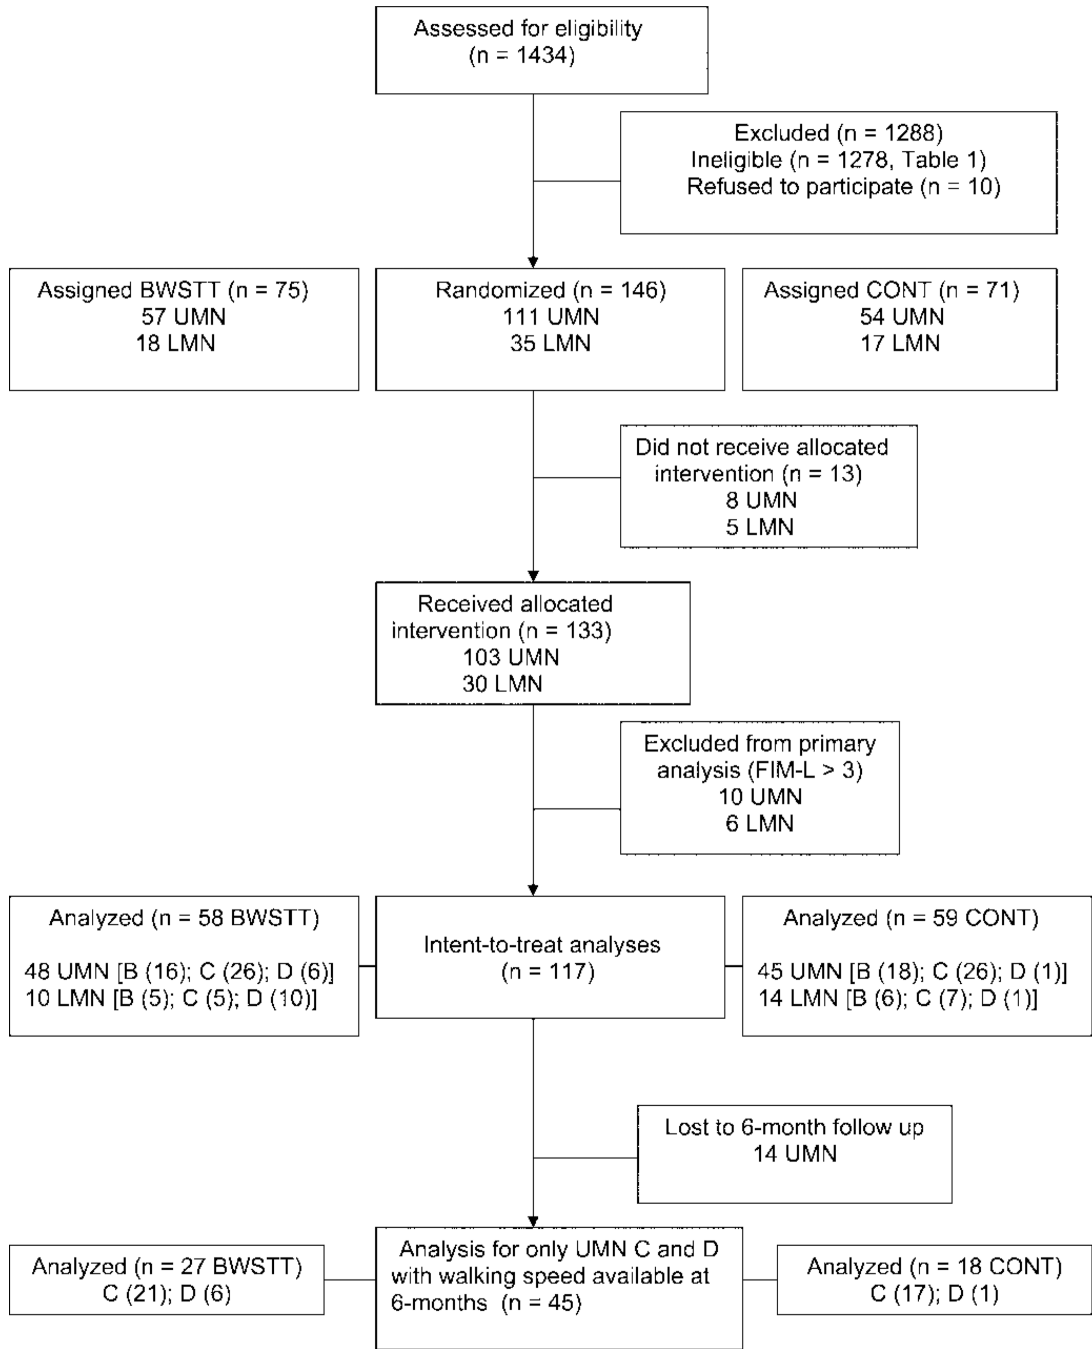 Assessed for eligibility
(n = 1434)
Excluded (n = 1288)
Ineligible (n = 1278, Table 1)
Refused to participate (n = 10)
Assigned BWSTT (n = 75)
57 UMN
18 LMN
Randomized (n = 146)
111 UMN
35 LMN
Assigned CONT (n = 71)
54 UMN
17 LMN
Did not receive allocated
intervention (n = 13)
8 UMN
5 LMN
Received allocated
intervention (n = 133)
103 UMN
30 LMN
Excluded from primary
analysis (FIM-L > 3)
10 UMN
6 LMN
Analyzed (n = 58 BWSTT)
48 UMN [B (16); C (26); D (6)]
10 LMN [B (5); C (5); D (10)]
Intent-to-treat analyses
(n = 117)
Analyzed (n = 59 CONT)
45 UMN [B (18); C (26); D (1)]
14 LMN [B (6); C (7); D (1)]
Lost to 6-month follow up
14 UMN
Analyzed (n = 27 BWSTT)
C (21); D (6)
Analysis for only UMN C and D
with walking speed available at
6-months (n = 45)
Analyzed (n = 18 CONT)
C (17); D (1)